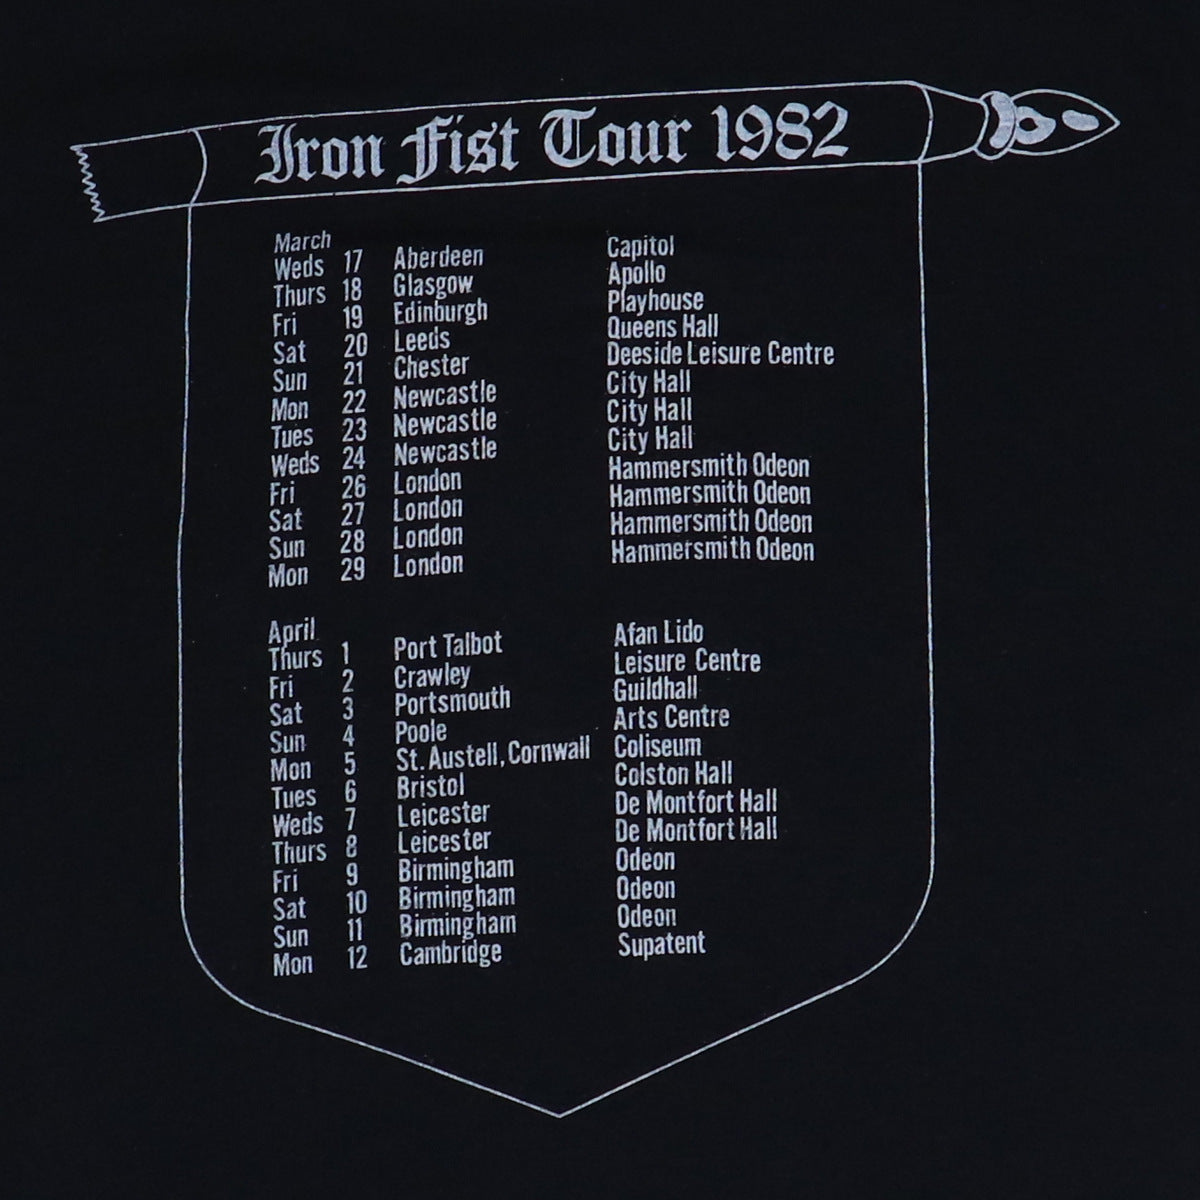 Iron Fist Tour 1982
March
Weds 17 Aberdeen Capitol
Thurs 18 Glasgow Apollo
Fri 19 Edinburgh Playhouse
Sat 20 Leeds Queens Hall
Sun 21 Chester Deeside Leisure Centre
Mon 22 Newcastle City Hall
Tues 23 Newcastle City Hall
Weds 24 Newcastle City Hall
Fri 26 London Hammersmith Odeon
Sat 27 London Hammersmith Odeon
Sun 28 London Hammersmith Odeon
Mon 29 London Hammersmith Odeon
April
Thurs 1 Port Talbot Afan Lido
Fri 2 Crawley Leisure Centre
Sat 3 Portsmouth Guildhall
Sun 4 Poole Arts Centre
Mon 5 St. Austell, Cornwall Coliseum
Tues 6 Bristol Colston Hall
Weds 7 Leicester De Montfort Hall
Thurs 8 Leicester De Montfort Hall
Fri 9 Birmingham Odeon
Sat 10 Birmingham Odeon
Sun 11 Birmingham Odeon
Mon 12 Cambridge Supatent